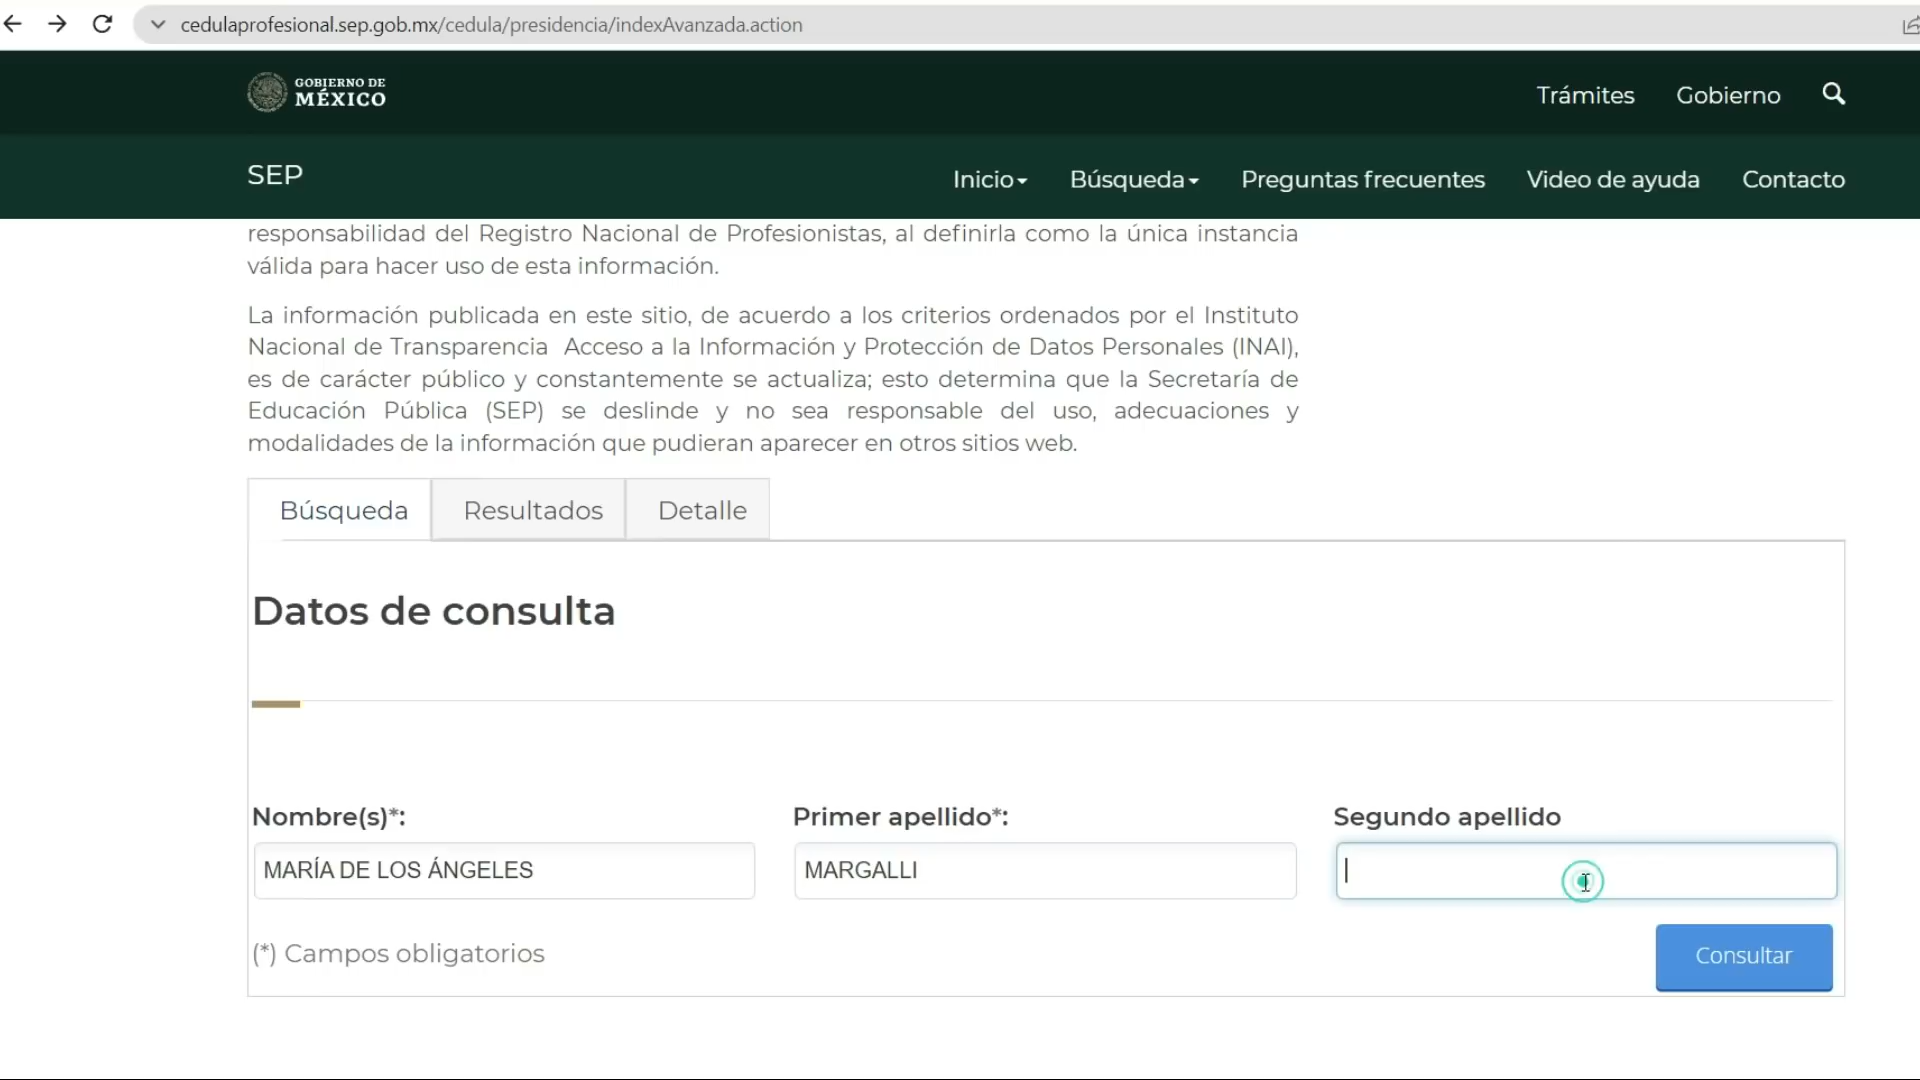 cedulaprofesional.sep.gob.mx/cedula/presidencia/indexAvanzada.action
GOBIERNO DE
MÉXICO
Trámites
Gobierno
SEP
Inicio
Búsqueda
Preguntas frecuentes
Video de ayuda
Contacto
responsabilidad del Registro Nacional de Profesionistas, al definirla como la única instancia
válida para hacer uso de esta información.
La información publicada en este sitio, de acuerdo a los criterios ordenados por el Instituto
Nacional de Transparencia Acceso a la Información y Protección de Datos Personales (INAI),
es de carácter público y constantemente se actualiza; esto determina que la Secretaría de
Educación Pública (SEP) se deslinde y no sea responsable del uso, adecuaciones y
modalidades de la información que pudieran aparecer en otros sitios web.
Búsqueda
Resultados
Detalle
Datos de consulta
Nombre(s)*:
Primer apellido*:
Segundo apellido
MARÍA DE LOS ÁNGELES
MARGALLI
(*) Campos obligatorios
Consultar